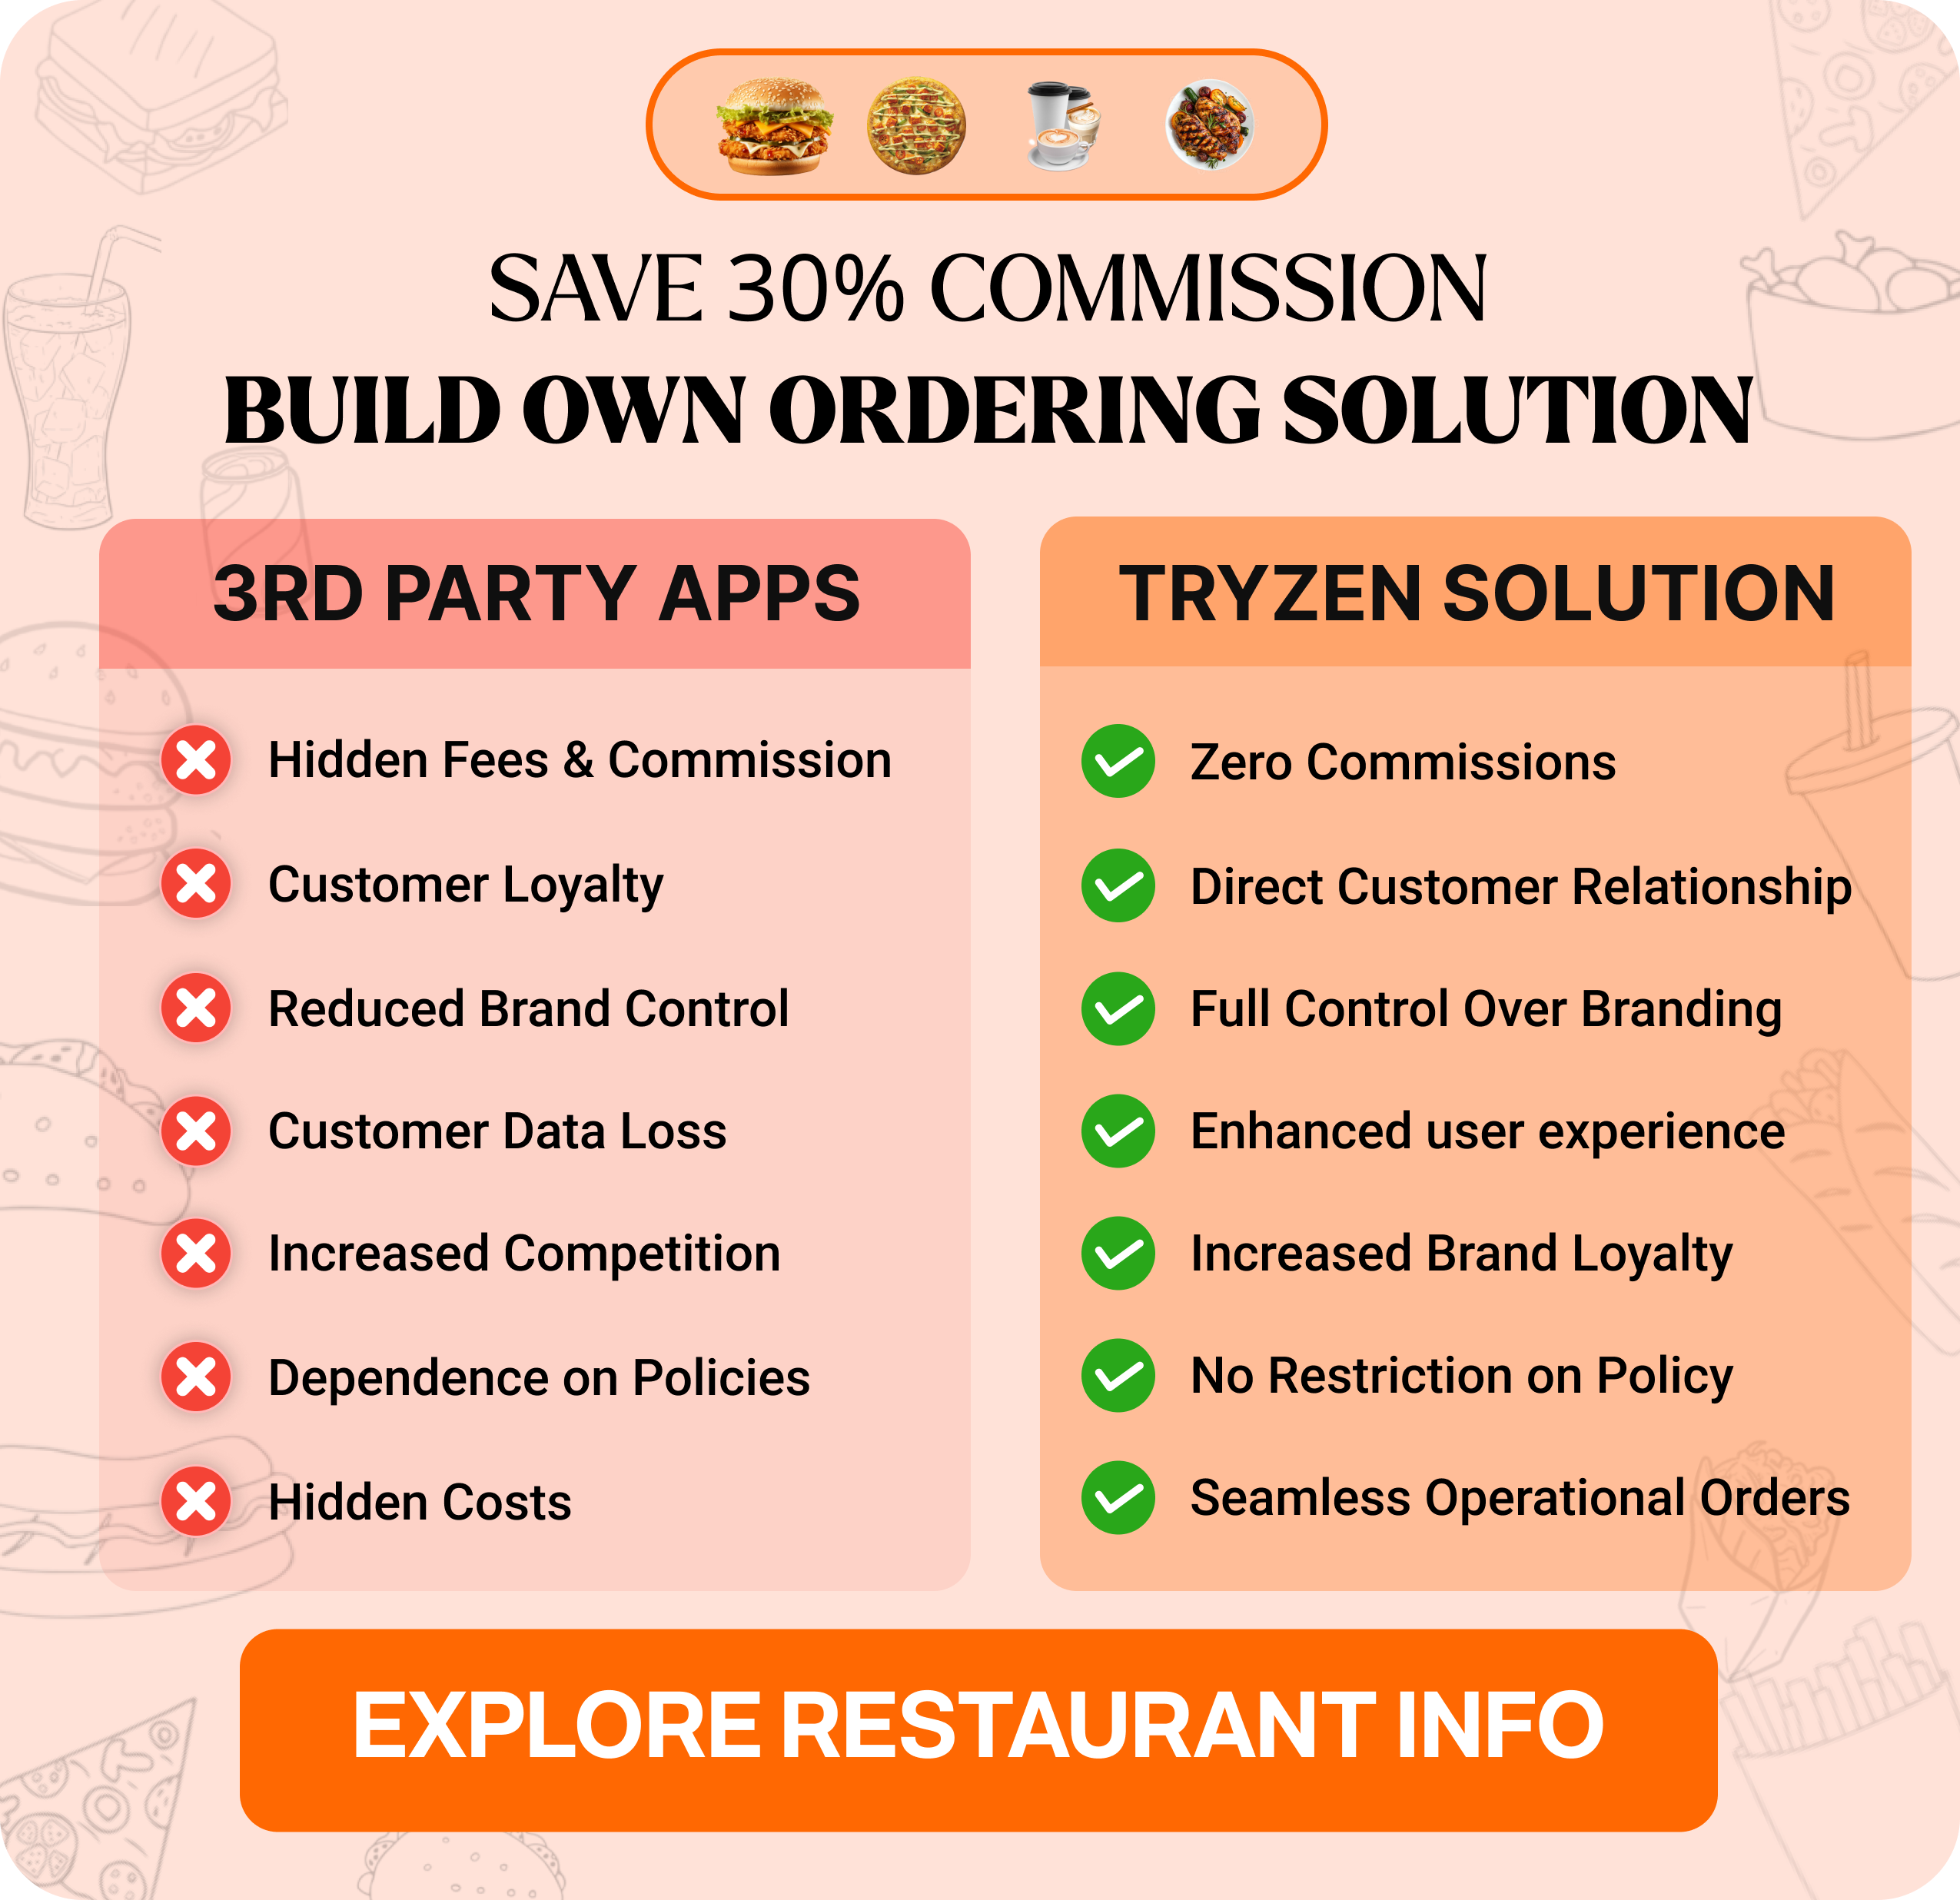 SAVE 30% COMMISSION
BUILD OWN ORDERING SOLUTION
3RD PARTY APPS
Hidden Fees & Commission
Customer Loyalty
Reduced Brand Control
Customer Data Loss
Increased Competition
Dependence on Policies
Hidden Costs
TRYZEN SOLUTION
Zero Commissions
Direct Customer Relationship
Full Control Over Branding
Enhanced user experience
Increased Brand Loyalty
No Restriction on Policy
Seamless Operational Orders
EXPLORE RESTAURANT INFO